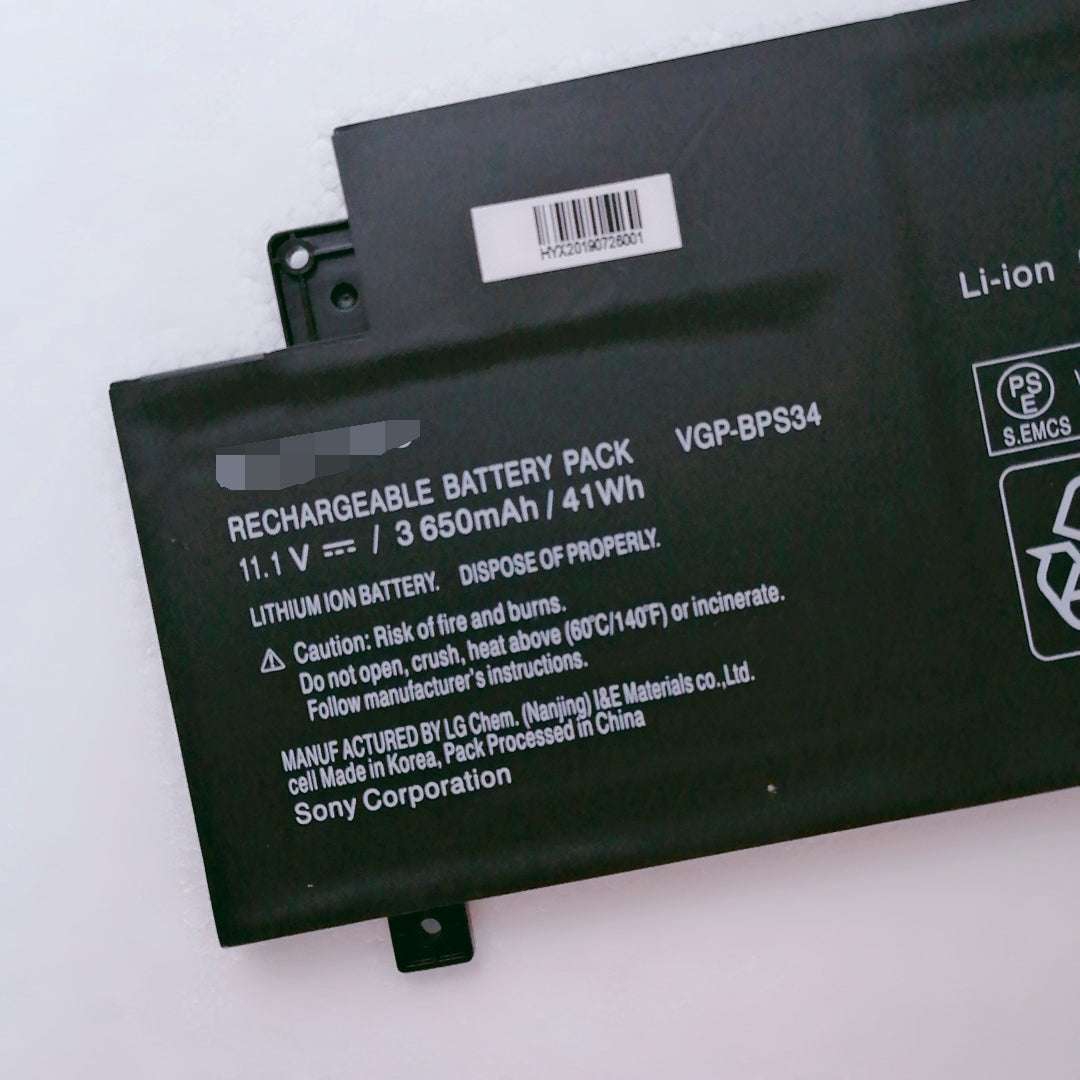 HYX20190726001
Li-ion
PS
E
S.EMCS
VGP-BPS34
RECHARGEABLE BATTERY PACK
11.1 V ⎓ / 3 650mAh / 41Wh
LITHIUM ION BATTERY. DISPOSE OF PROPERLY.
⚠ Caution: Risk of fire and burns.
Do not open, crush, heat above (60°C/140°F) or incinerate.
Follow manufacturer's instructions.
MANUF ACTURED BY LG Chem. (Nanjing) I&E Materials co.,Ltd.
cell Made in Korea, Pack Processed in China
Sony Corporation